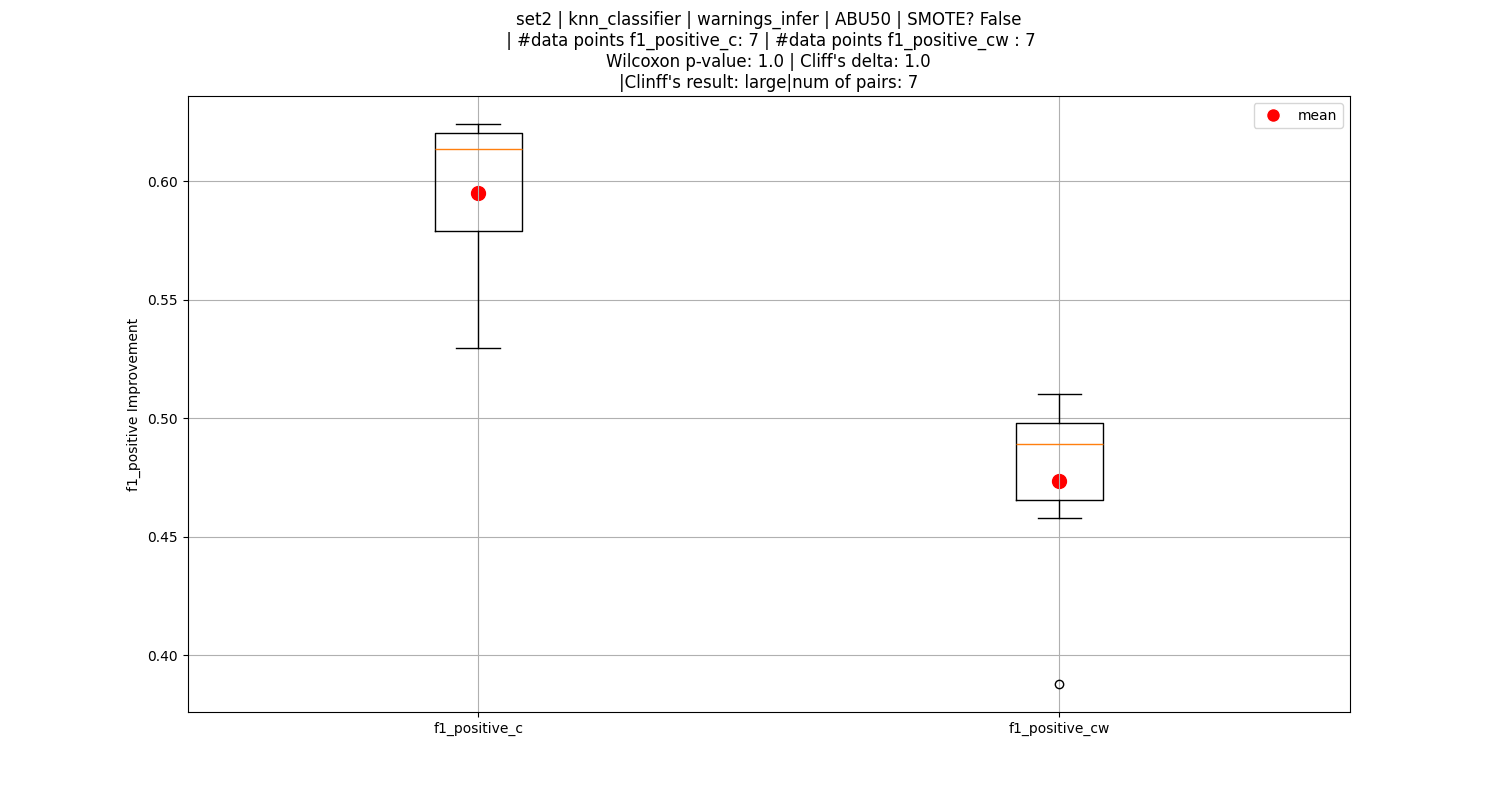 set2 | knn_classifier | warnings_infer | ABU50 | SMOTE? False
| #data points f1_positive_c: 7 | #data points f1_positive_cw : 7
Wilcoxon p-value: 1.0 | Cliff's delta: 1.0
|Clinff's result: large|num of pairs: 7
mean
0.60
0.55
0.50
0.45
0.40
f1_positive Improvement
f1_positive_c
f1_positive_cw